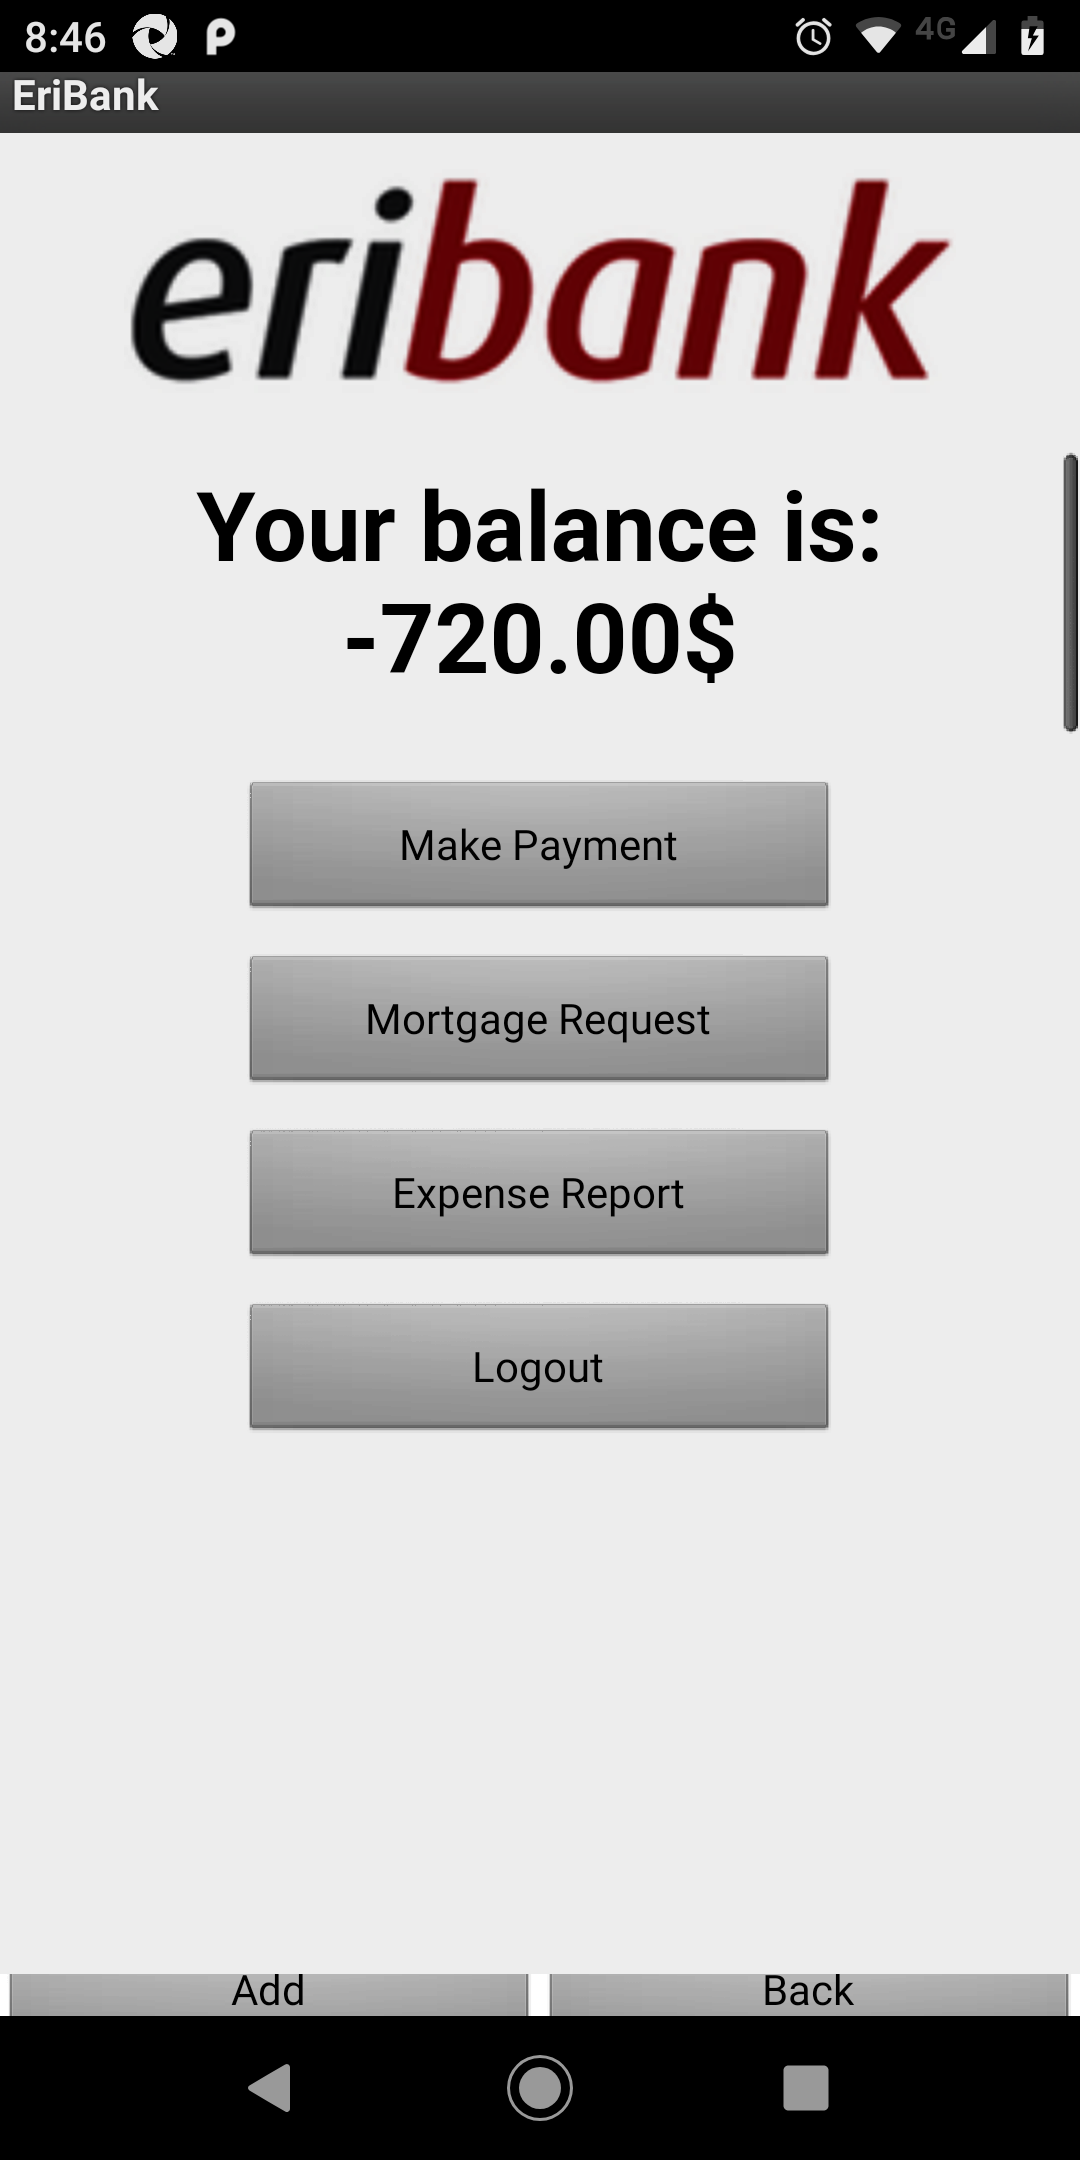 8:46
4G
EriBank
eribank
Your balance is:
-720.00$
Make Payment
Mortgage Request
Expense Report
Logout
Add
Back